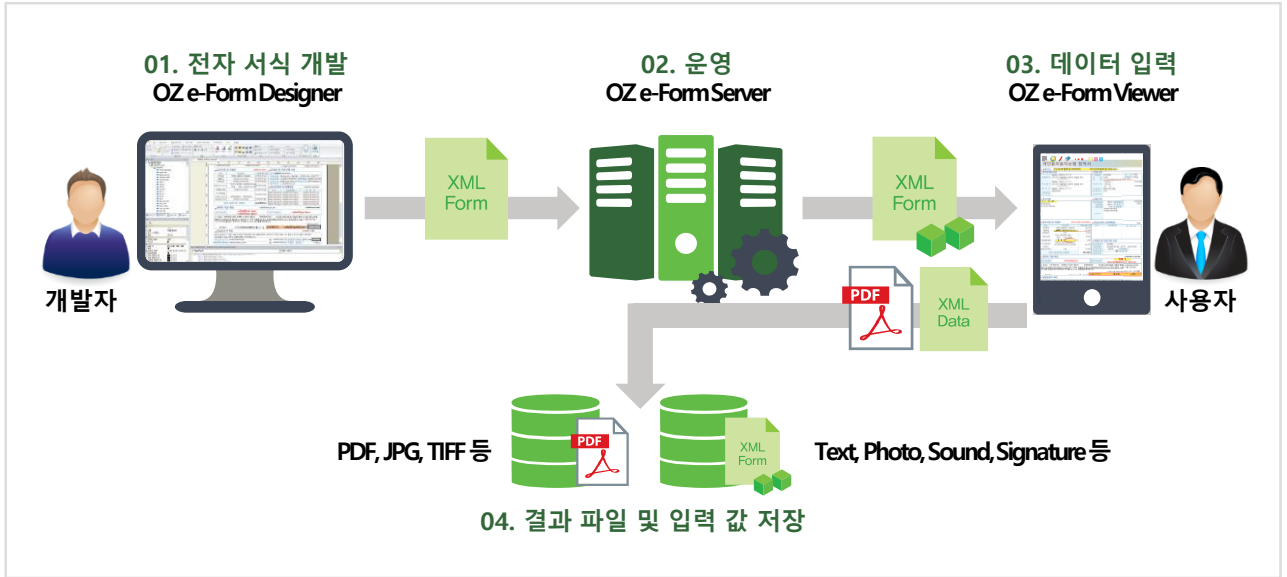 01. 전자 서식 개발
OZ e-Form Designer
02. 운영
OZ e-Form Server
03. 데이터 입력
OZ e-Form Viewer
XML
Form
XML
Form
개발자
사용자
PDF
XML
Data
PDF, JPG, TIFF 등
PDF
XML
Form
Text, Photo, Sound, Signature 등
04. 결과 파일 및 입력 값 저장